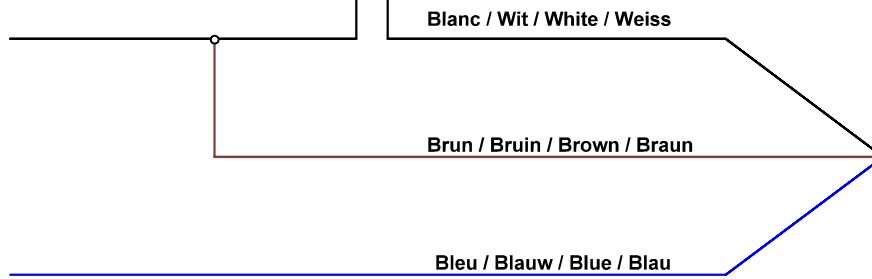 Blanc / Wit / White / Weiss
Brun / Bruin / Brown / Braun
Bleu / Blauw / Blue / Blau